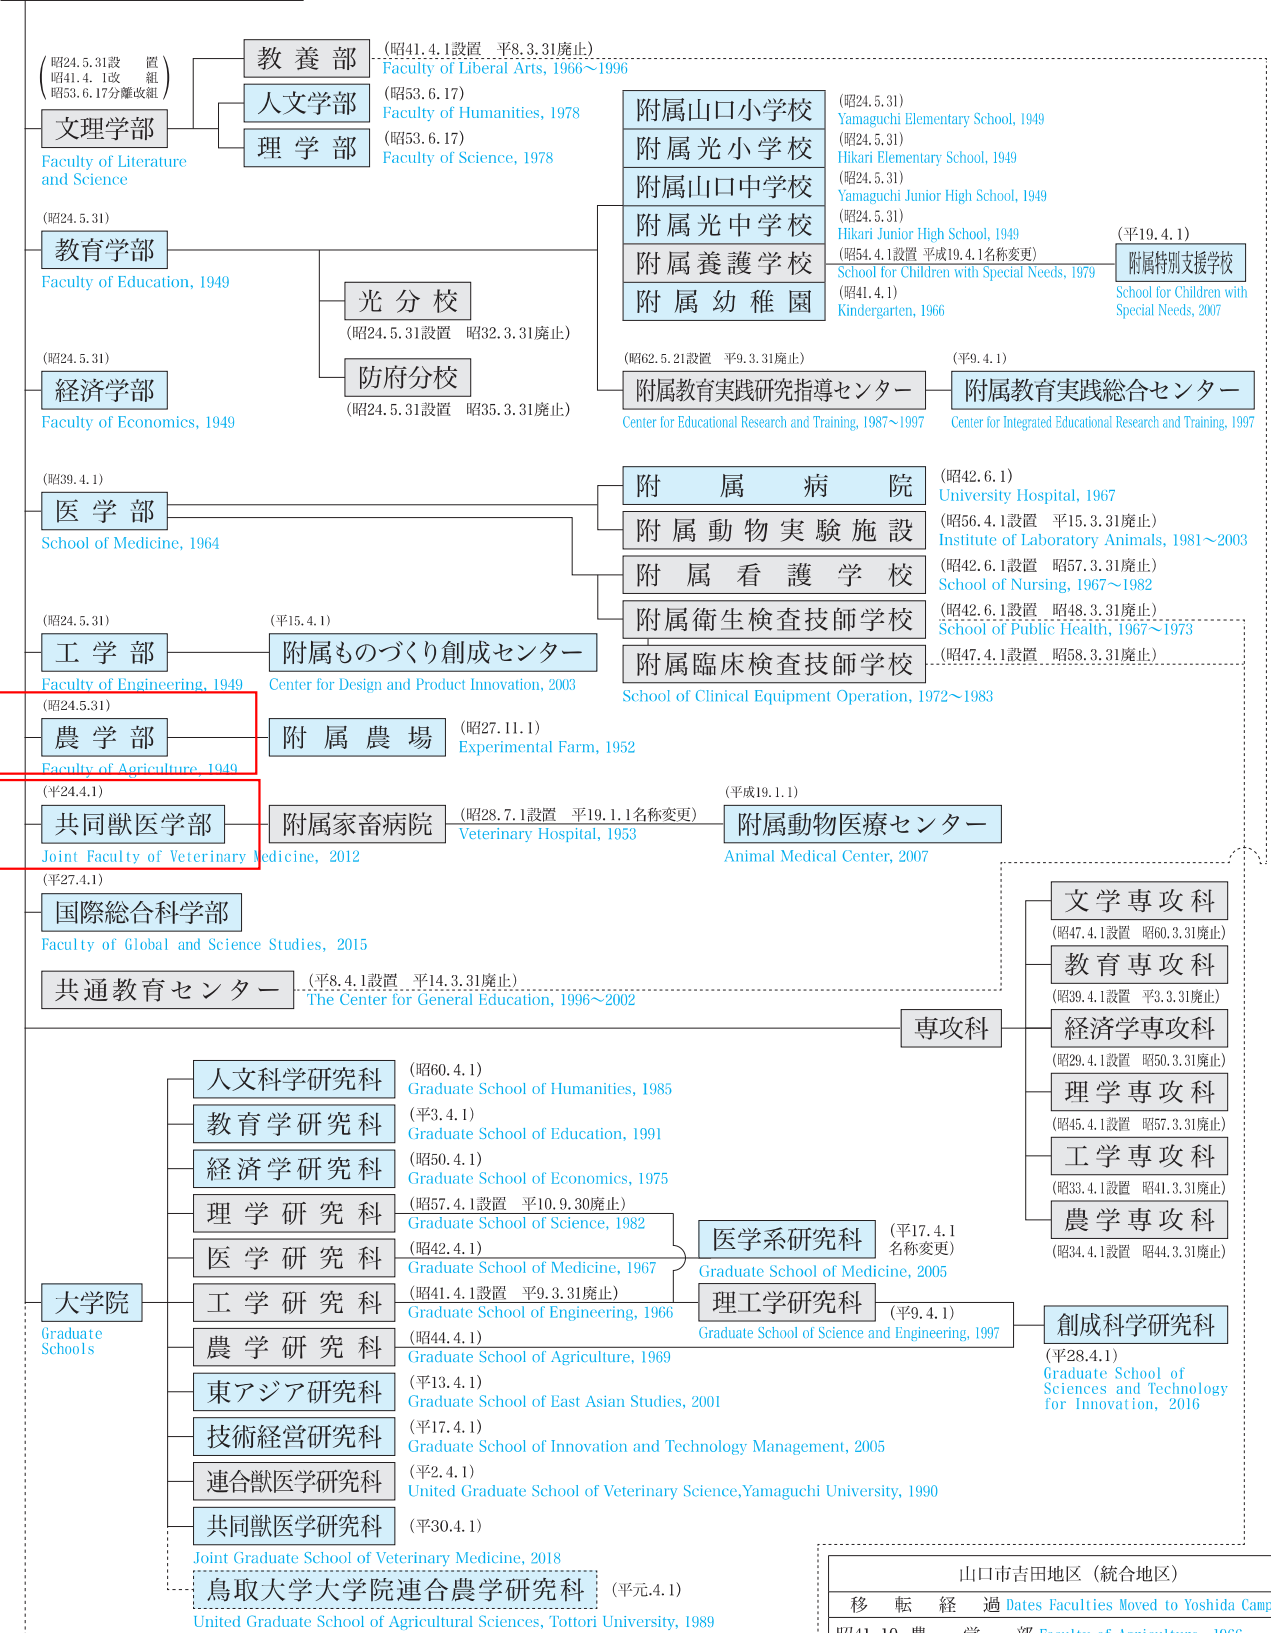 昭24.5.31設　　置
昭41.4. 1改　　組
昭53.6.17分離改組
文理学部
Faculty of Literature
and Science
教養部
(昭41.4.1設置　平8.3.31廃止)
Faculty of Liberal Arts, 1966〜1996
人文学部
(昭53.6.17)
Faculty of Humanities, 1978
理学部
(昭53.6.17)
Faculty of Science, 1978
(昭24.5.31)
教育学部
Faculty of Education, 1949
光分校
(昭24.5.31設置　昭32.3.31廃止)
防府分校
(昭24.5.31設置　昭35.3.31廃止)
附属山口小学校
(昭24.5.31)
Yamaguchi Elementary School, 1949
附属光小学校
(昭24.5.31)
Hikari Elementary School, 1949
附属山口中学校
(昭24.5.31)
Yamaguchi Junior High School, 1949
附属光中学校
(昭24.5.31)
Hikari Junior High School, 1949
附属養護学校
(昭54.4.1設置 平成19.4.1名称変更)
School for Children with Special Needs, 1979
(平19.4.1)
附属特別支援学校
School for Children with
Special Needs, 2007
附属幼稚園
(昭41.4.1)
Kindergarten, 1966
(昭62.5.21設置　平9.3.31廃止)
附属教育実践研究指導センター
Center for Educational Research and Training, 1987〜1997
(平9.4.1)
附属教育実践総合センター
Center for Integrated Educational Research and Training, 1997
(昭24.5.31)
経済学部
Faculty of Economics, 1949
(昭39.4.1)
医学部
School of Medicine, 1964
附属病院
(昭42.6.1)
University Hospital, 1967
附属動物実験施設
(昭56.4.1設置　平15.3.31廃止)
Institute of Laboratory Animals, 1981〜2003
附属看護学校
(昭42.6.1設置　昭57.3.31廃止)
School of Nursing, 1967〜1982
附属衛生検査技師学校
(昭42.6.1設置　昭48.3.31廃止)
School of Public Health, 1967〜1973
附属臨床検査技師学校
(昭47.4.1設置　昭58.3.31廃止)
School of Clinical Equipment Operation, 1972〜1983
(昭24.5.31)
工学部
Faculty of Engineering, 1949
(平15.4.1)
附属ものづくり創成センター
Center for Design and Product Innovation, 2003
(昭24.5.31)
農学部
Faculty of Agriculture, 1949
附属農場
(昭27.11.1)
Experimental Farm, 1952
(平24.4.1)
共同獣医学部
Joint Faculty of Veterinary Medicine, 2012
附属家畜病院
(昭28.7.1設置　平19.1.1名称変更)
Veterinary Hospital, 1953
(平成19.1.1)
附属動物医療センター
Animal Medical Center, 2007
(平27.4.1)
国際総合科学部
Faculty of Global and Science Studies, 2015
共通教育センター
(平8.4.1設置　平14.3.31廃止)
The Center for General Education, 1996〜2002
専攻科
文学専攻科
(昭47.4.1設置　昭60.3.31廃止)
教育専攻科
(昭39.4.1設置　平3.3.31廃止)
経済学専攻科
(昭29.4.1設置　昭50.3.31廃止)
理学専攻科
(昭45.4.1設置　昭57.3.31廃止)
工学専攻科
(昭33.4.1設置　昭41.3.31廃止)
農学専攻科
(昭34.4.1設置　昭44.3.31廃止)
大学院
Graduate
Schools
人文科学研究科
(昭60.4.1)
Graduate School of Humanities, 1985
教育学研究科
(平3.4.1)
Graduate School of Education, 1991
経済学研究科
(昭50.4.1)
Graduate School of Economics, 1975
理学研究科
(昭57.4.1設置　平10.9.30廃止)
Graduate School of Science, 1982
医学研究科
(昭42.4.1)
Graduate School of Medicine, 1967
医学系研究科
(平17.4.1
名称変更)
Graduate School of Medicine, 2005
工学研究科
(昭41.4.1設置　平9.3.31廃止)
Graduate School of Engineering, 1966
理工学研究科
(平9.4.1)
Graduate School of Science and Engineering, 1997
農学研究科
(昭44.4.1)
Graduate School of Agriculture, 1969
創成科学研究科
(平28.4.1)
Graduate School of
Sciences and Technology
for Innovation, 2016
東アジア研究科
(平13.4.1)
Graduate School of East Asian Studies, 2001
技術経営研究科
(平17.4.1)
Graduate School of Innovation and Technology Management, 2005
連合獣医学研究科
(平2.4.1)
United Graduate School of Veterinary Science,Yamaguchi University, 1990
共同獣医学研究科
(平30.4.1)
Joint Graduate School of Veterinary Medicine, 2018
鳥取大学大学院連合農学研究科
(平元.4.1)
United Graduate School of Agricultural Sciences, Tottori University, 1989
山口市吉田地区（統合地区）
移転経過 Dates Faculties Moved to Yoshida Camp
昭41.10 農学部 Faculty of Agriculture, 1966